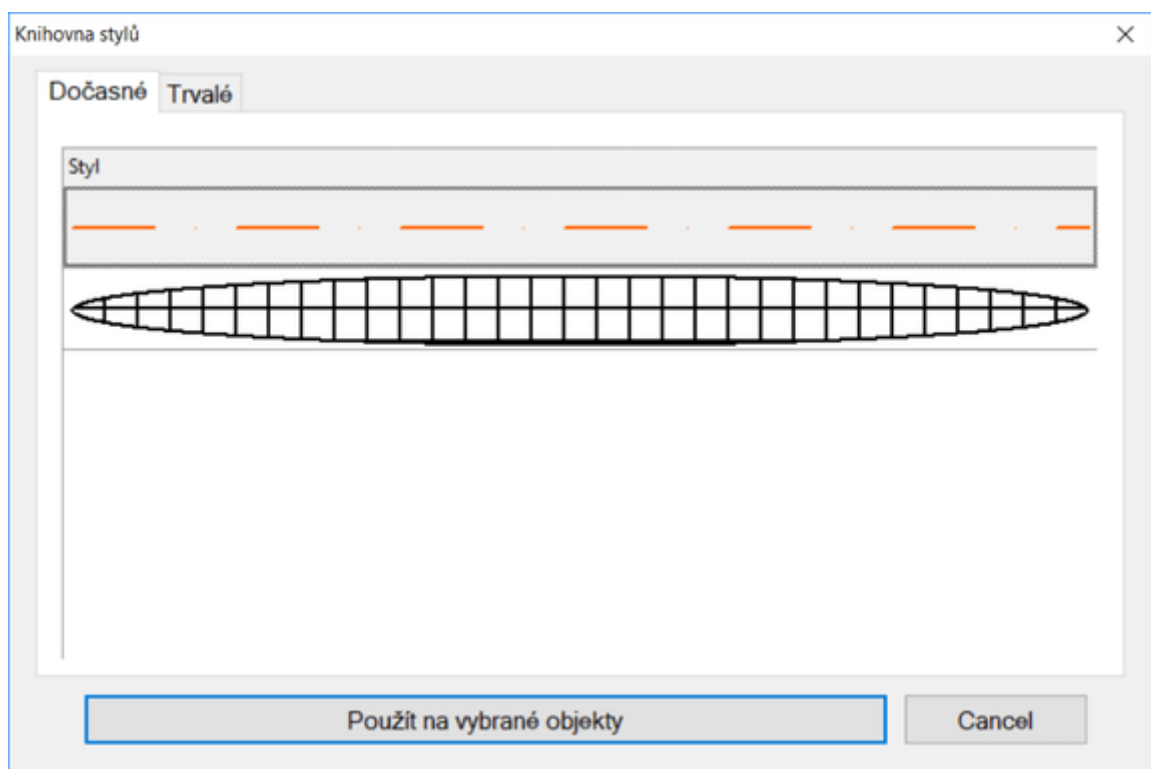 Knihovna stylů
Dočasné Trvalé
Styl
Použít na vybrané objekty Cancel